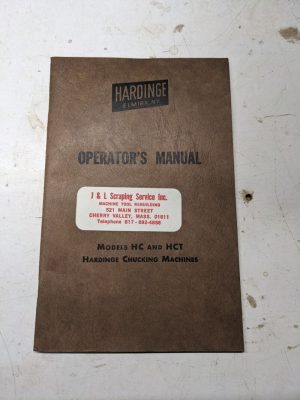 HARDINGE
ELMIRA, N.Y.
OPERATOR'S MANUAL
J & L Scraping Service Inc.
MACHINE TOOL REBUILDING
521 MAIN STREET
CHERRY VALLEY, MASS. 01611
Telephone 617 - 892-4866
MODELS HC AND HCT
HARDINGE CHUCKING MACHINES